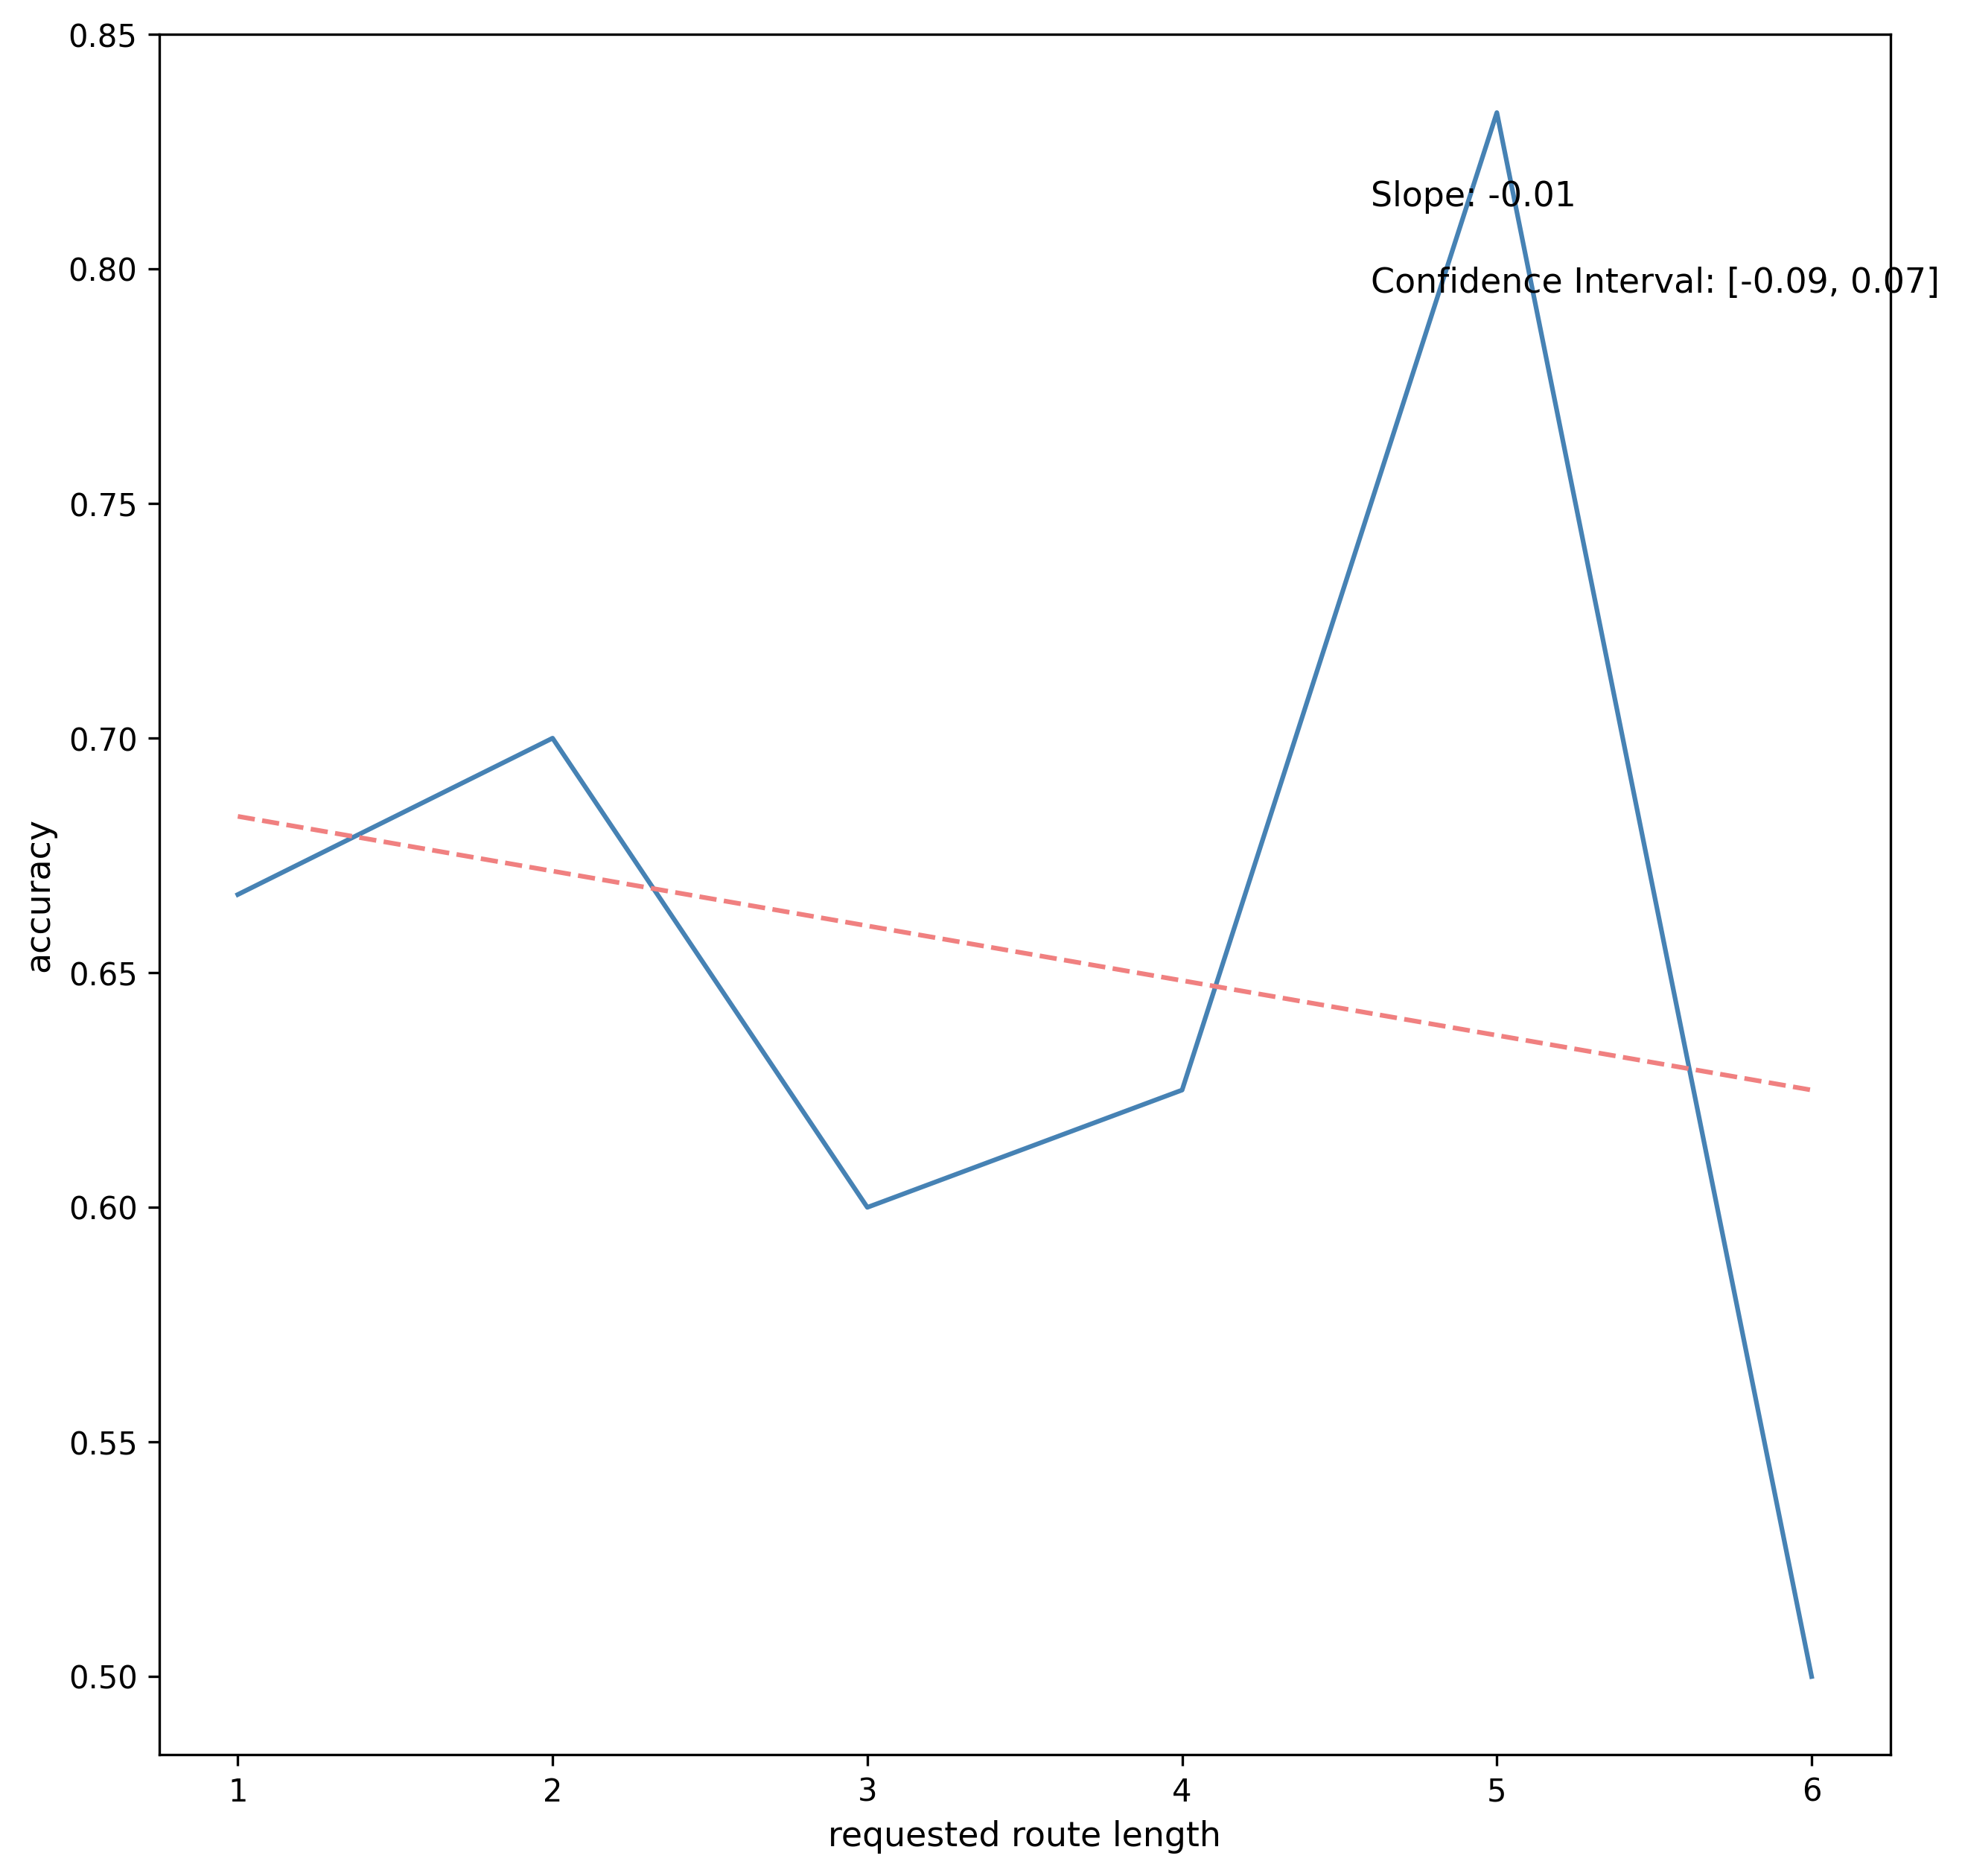 0.85
Slope: -0.01
0.80
Confidence Interval: [-0.09, 0.07]
0.75
0.70
accuracy
0.65
0.60
0.55
0.50
1 2 3 4 5 6
requested route length